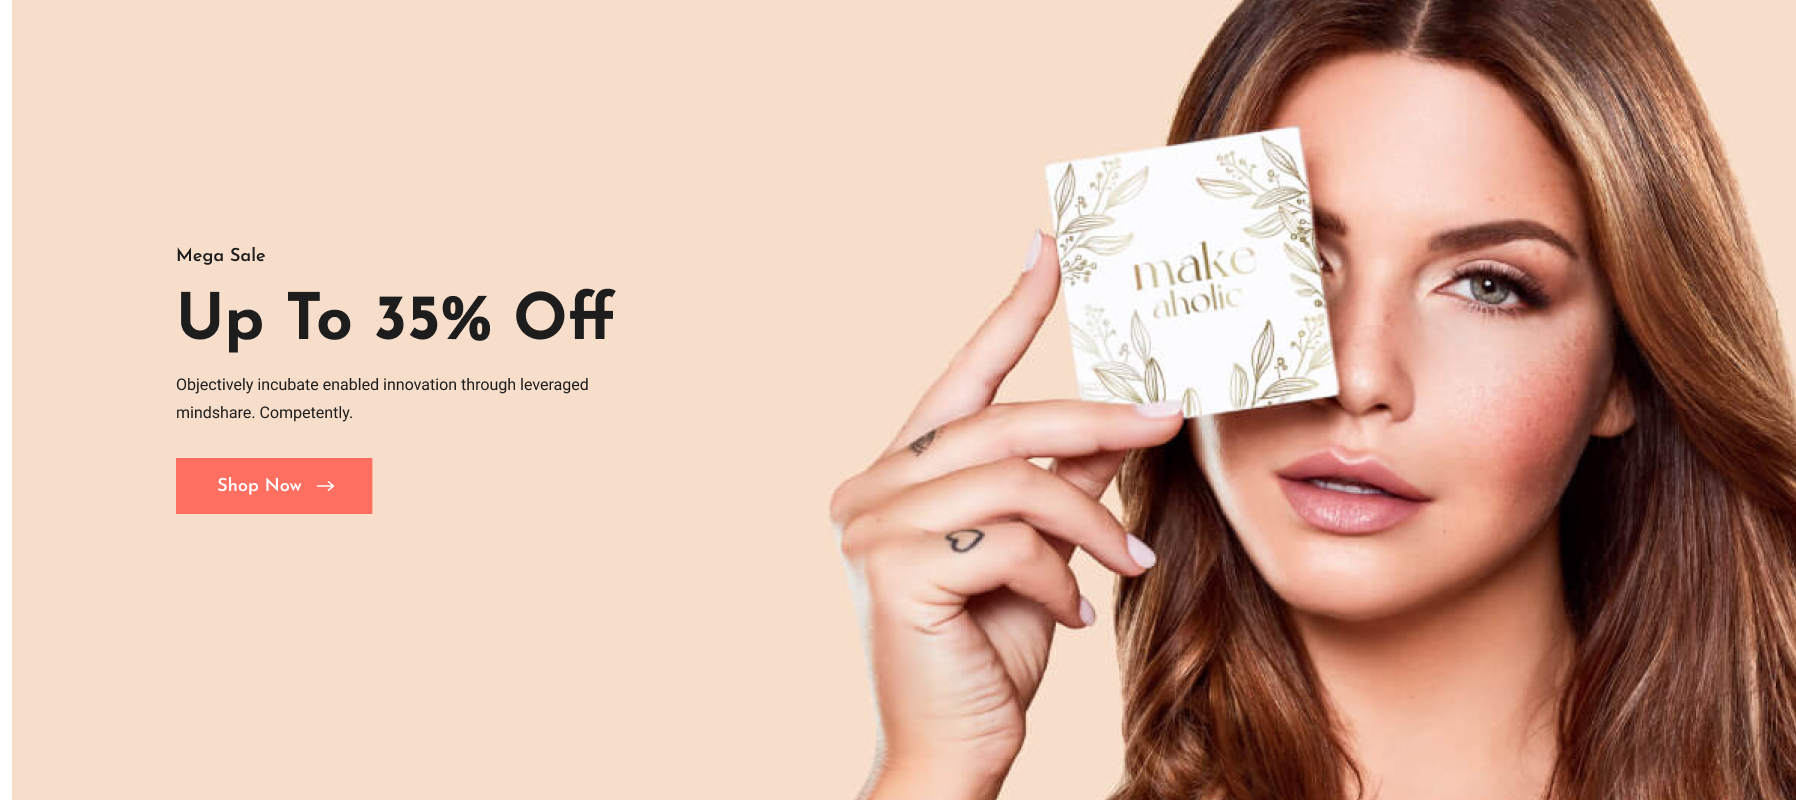 Mega Sale
Up To 35% Off
Objectively incubate enabled innovation through leveraged
mindshare. Competently.
Shop Now
make
aholic